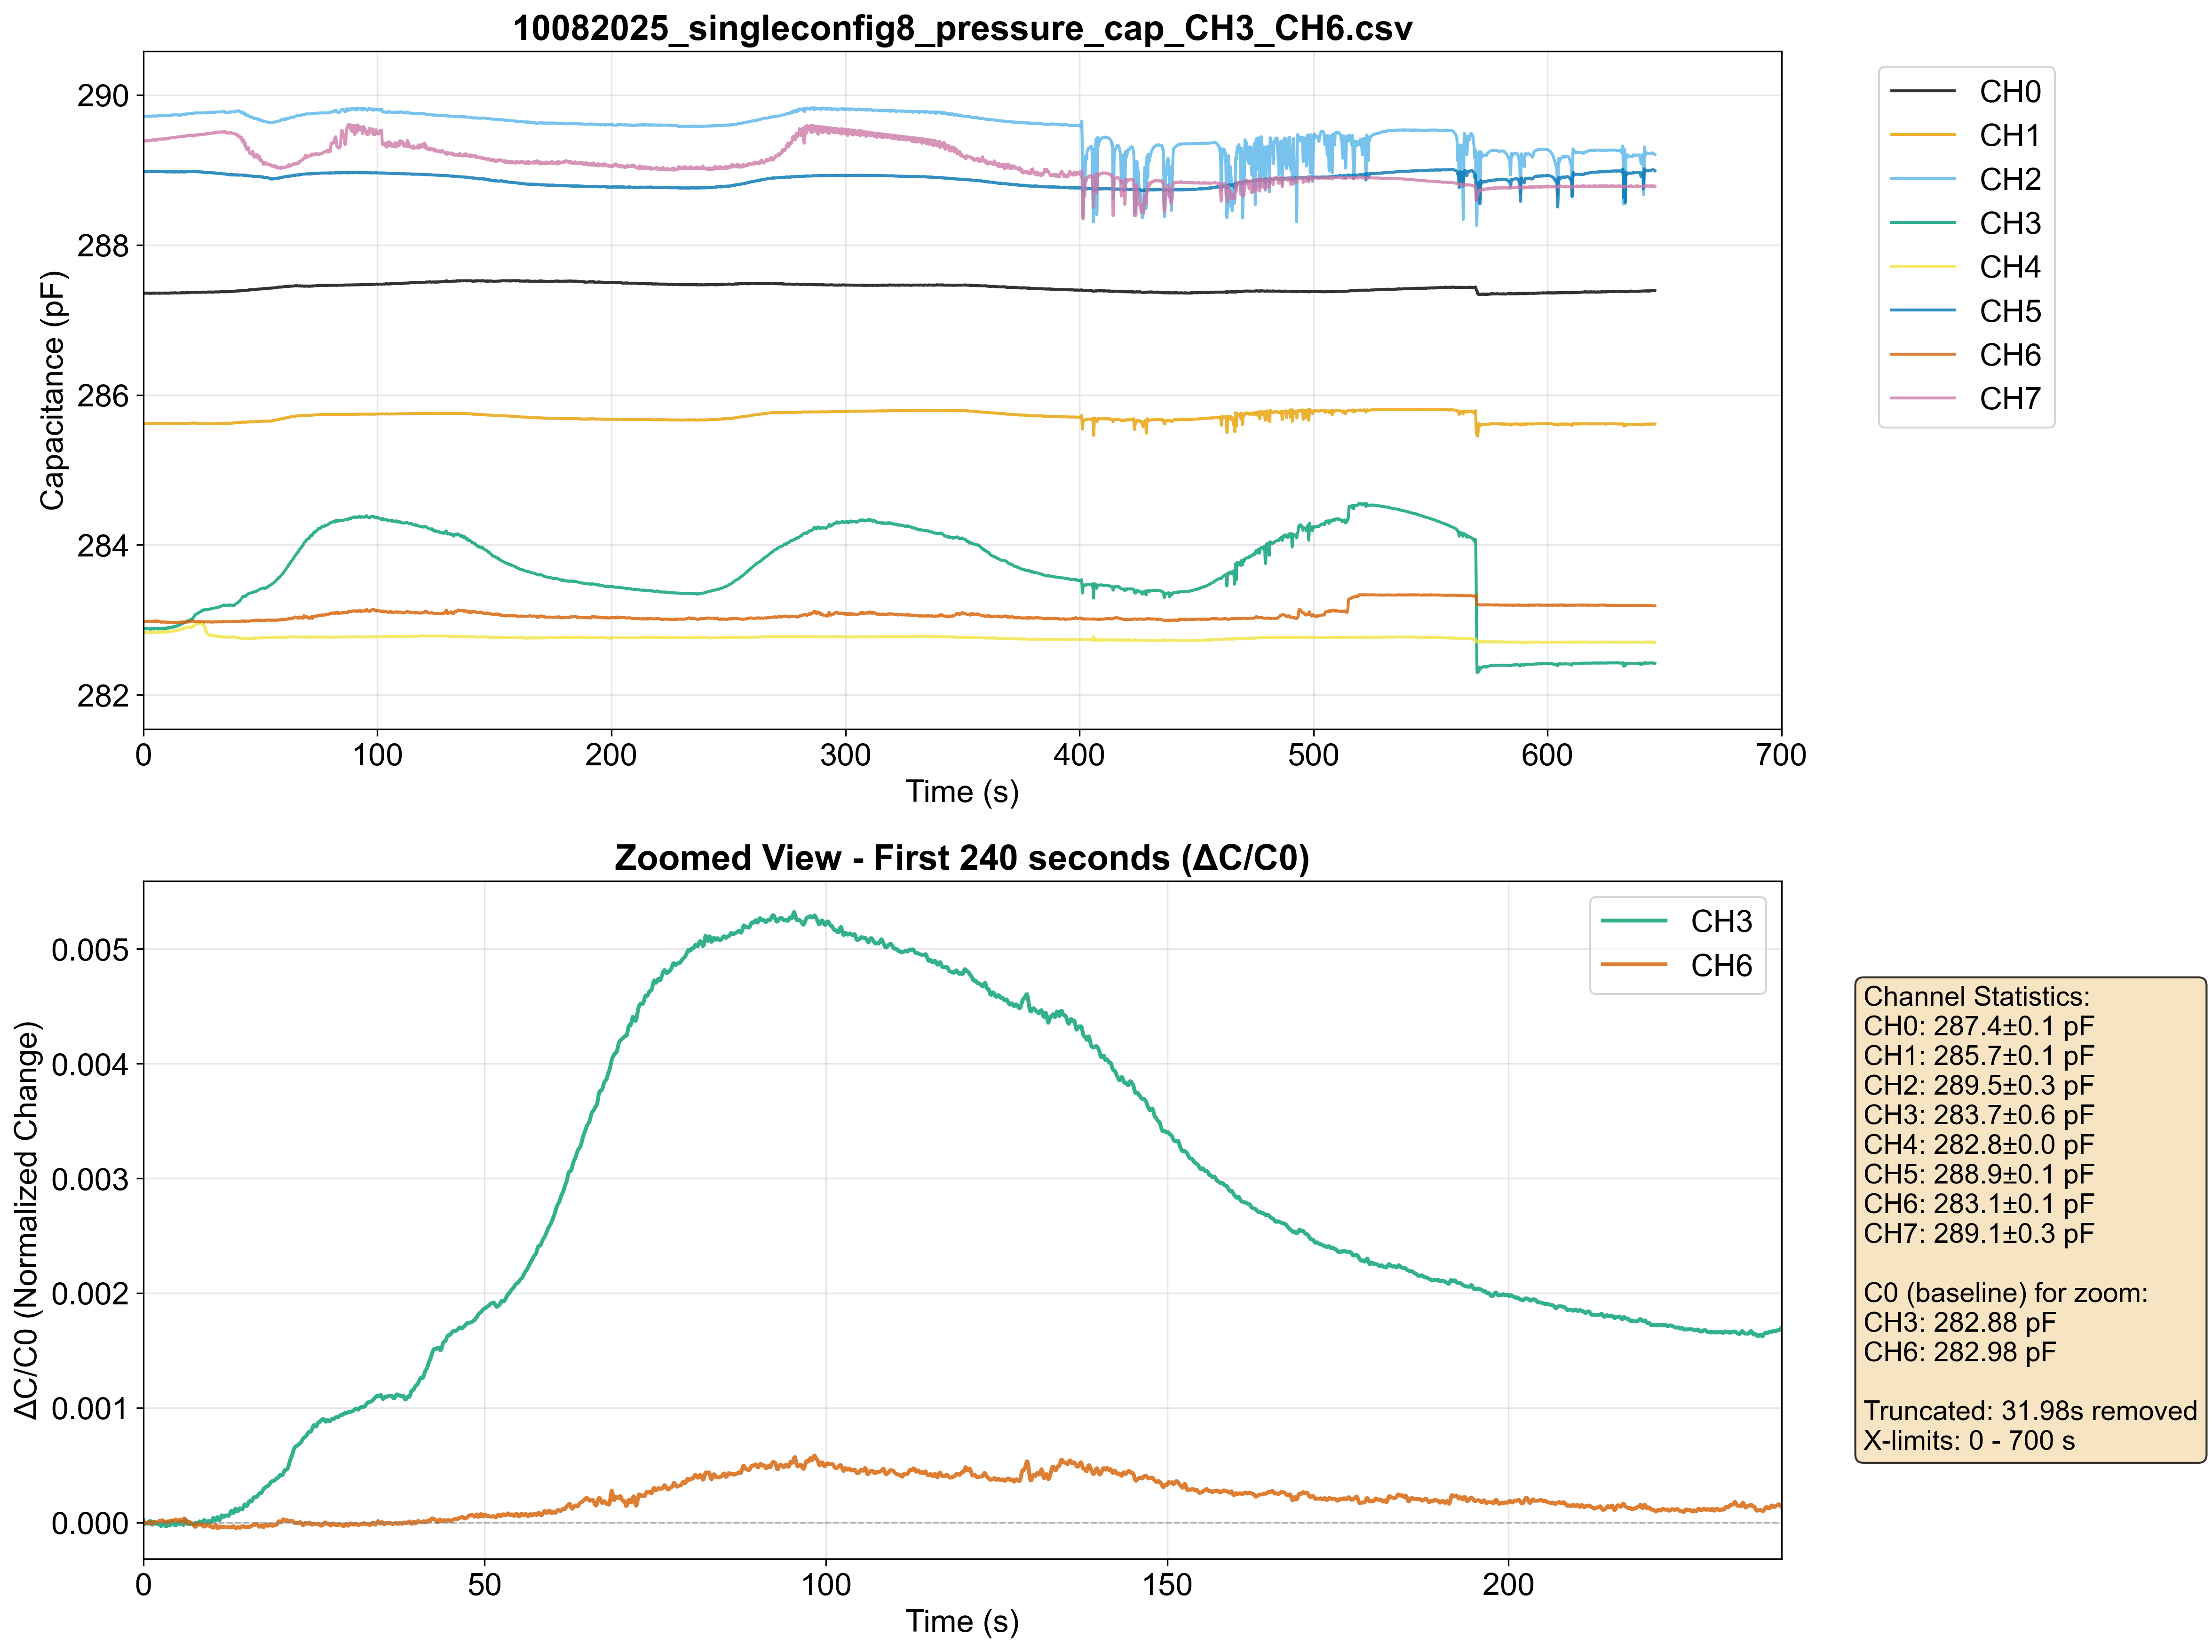 10082025_singleconfig8_pressure_cap_CH3_CH6.csv
Capacitance (pF)
290
288
286
284
282
0 100 200 300 400 500 600 700
Time (s)
CH0
CH1
CH2
CH3
CH4
CH5
CH6
CH7
Zoomed View - First 240 seconds (ΔC/C0)
ΔC/C0 (Normalized Change)
0.005
0.004
0.003
0.002
0.001
0.000
0 50 100 150 200
Time (s)
CH3
CH6
Channel Statistics:
CH0: 287.4±0.1 pF
CH1: 285.7±0.1 pF
CH2: 289.5±0.3 pF
CH3: 283.7±0.6 pF
CH4: 282.8±0.0 pF
CH5: 288.9±0.1 pF
CH6: 283.1±0.1 pF
CH7: 289.1±0.3 pF
C0 (baseline) for zoom:
CH3: 282.88 pF
CH6: 282.98 pF
Truncated: 31.98s removed
X-limits: 0 - 700 s